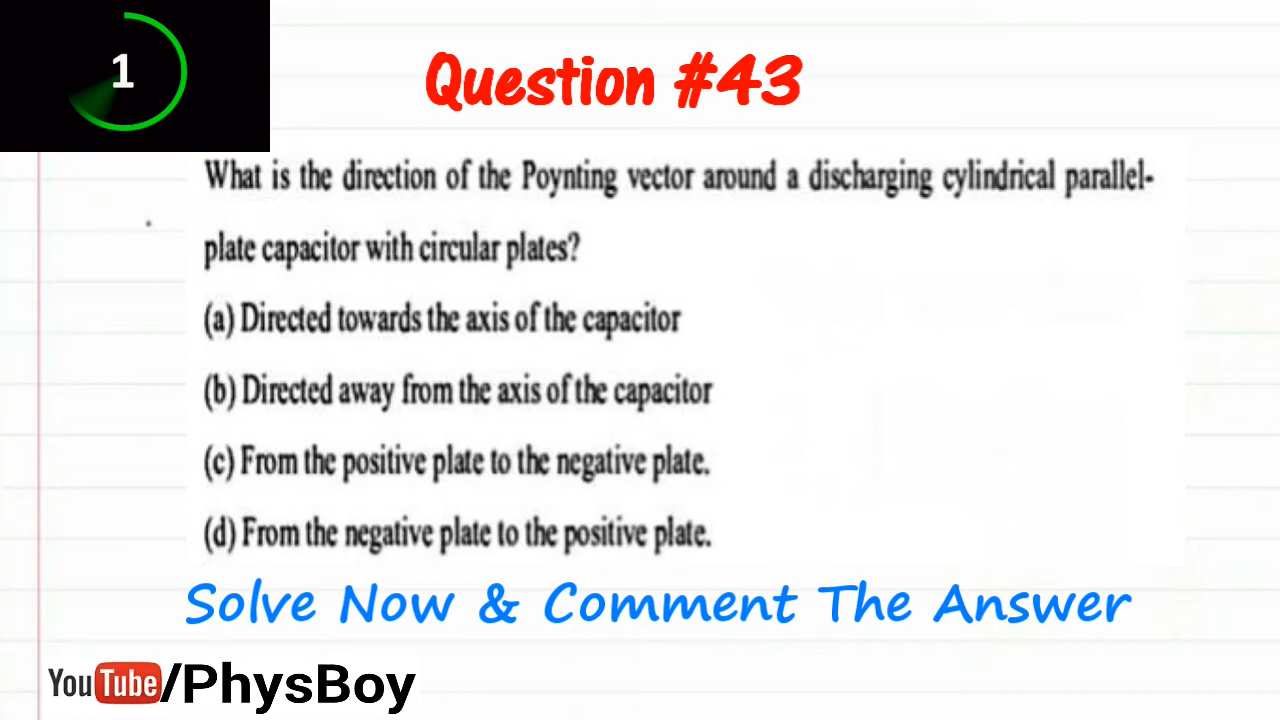 1
Question #43
What is the direction of the Poynting vector around a discharging cylindrical parallel-
plate capacitor with circular plates?
(a) Directed towards the axis of the capacitor
(b) Directed away from the axis of the capacitor
(c) From the positive plate to the negative plate.
(d) From the negative plate to the positive plate.
Solve Now & Comment The Answer
YouTube/PhysBoy